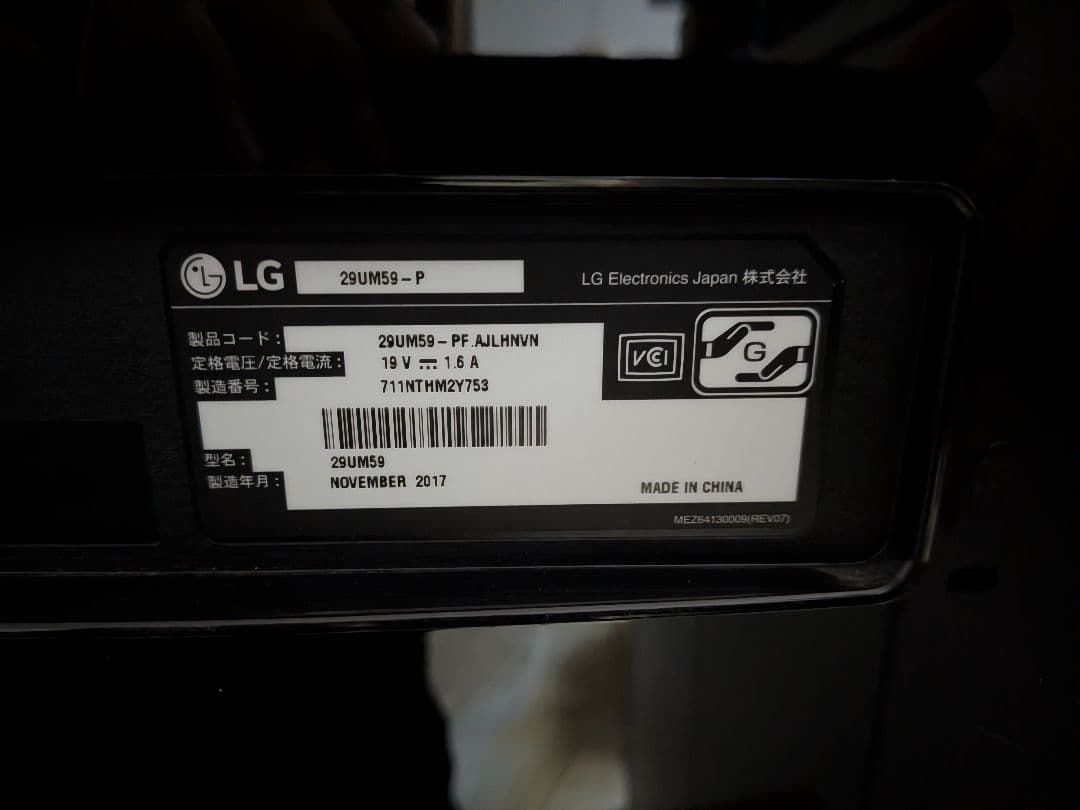 LG 29UM59-P LG Electronics Japan 株式会社
製品コード: 29UM59-PF.AJLHNVN
定格電圧/定格電流: 19 V ⎓ 1.6 A
製造番号: 711NTHM2Y753
VCI G
型名: 29UM59
製造年月: NOVEMBER 2017
MADE IN CHINA
MEZ64130009(REV07)